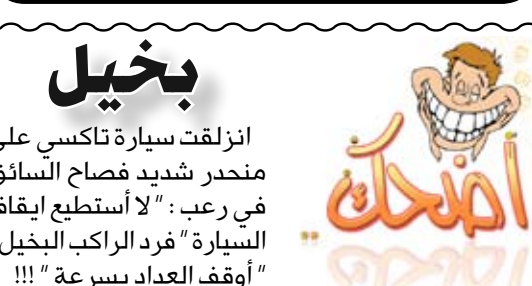 بخيل
انزلقت سيارة تاكسي على
منحدر شديد فصاح السائق
في رعب : " لا أستطيع ايقاف
السيارة " فرد الراكب البخيل
" أوقف العداد بسرعة " !!!
أضحك ..